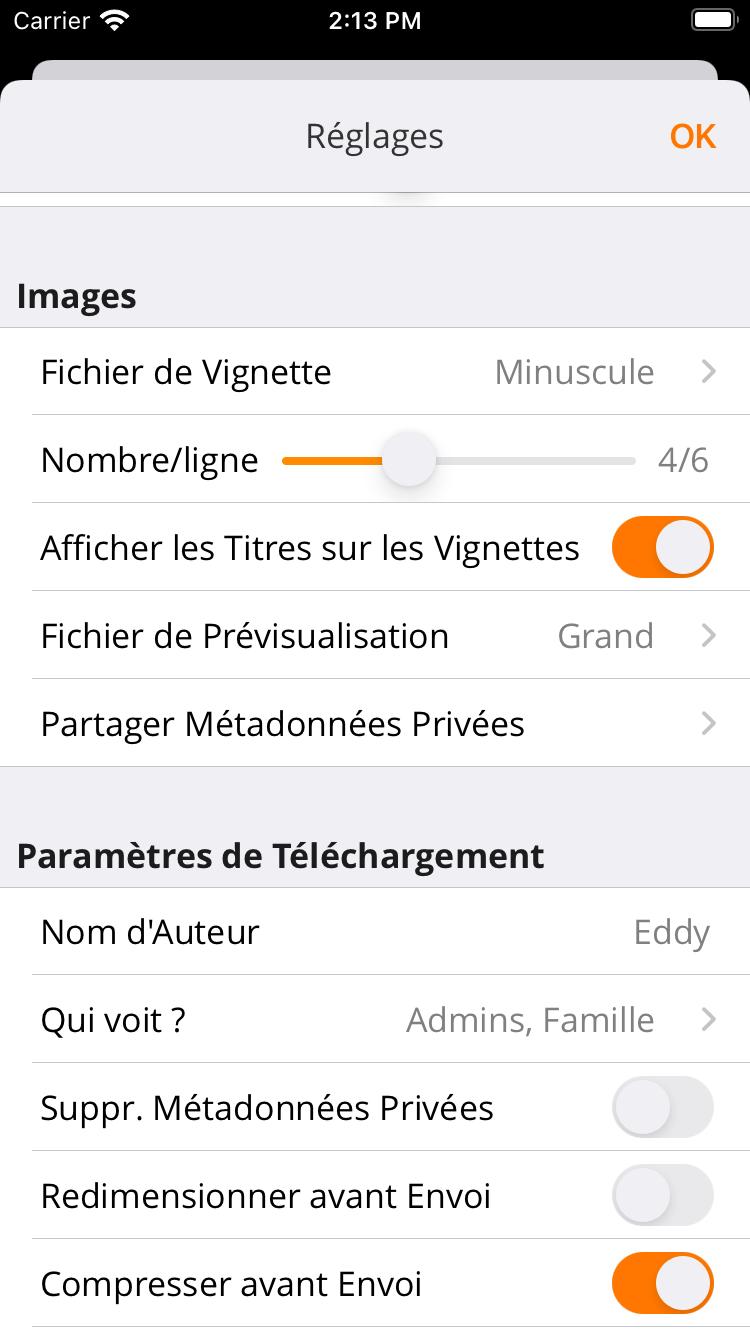 Carrier 2:13 PM
Réglages OK
Images
Fichier de Vignette Minuscule
Nombre/ligne 4/6
Afficher les Titres sur les Vignettes
Fichier de Prévisualisation Grand
Partager Métadonnées Privées
Paramètres de Téléchargement
Nom d'Auteur Eddy
Qui voit ? Admins, Famille
Suppr. Métadonnées Privées
Redimensionner avant Envoi
Compresser avant Envoi